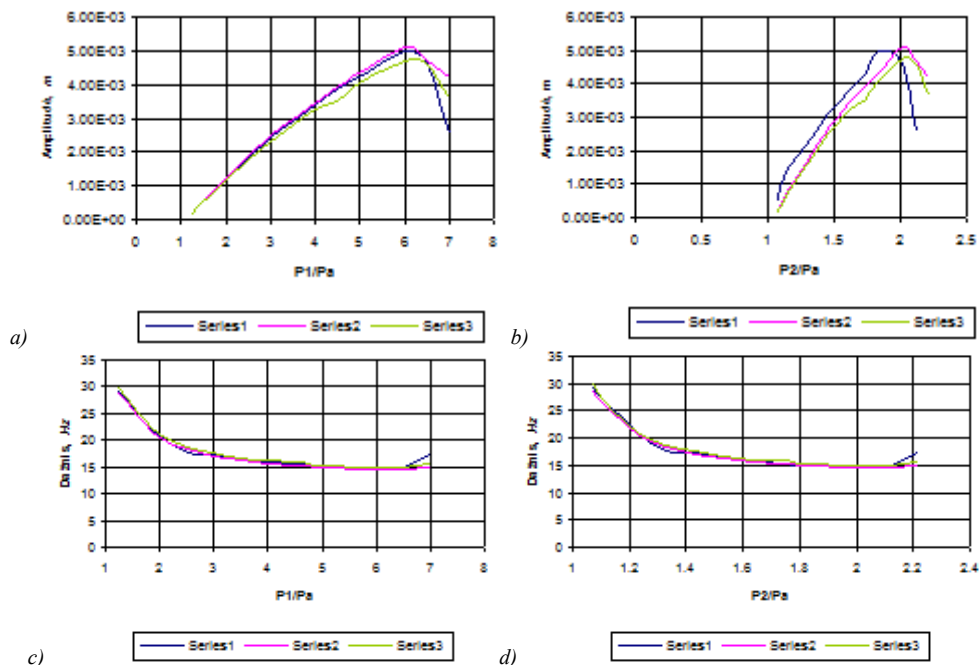 6.00E-03
5.00E-03
4.00E-03
3.00E-03
2.00E-03
1.00E-03
0.00E+00
Amplitudė, m
0 1 2 3 4 5 6 7 8
P1/Pa
Series1 Series2 Series3
a)
6.00E-03
5.00E-03
4.00E-03
3.00E-03
2.00E-03
1.00E-03
0.00E+00
Amplitudė, m
0 0.5 1 1.5 2 2.5
P2/Pa
Series1 Series2 Series3
b)
35
30
25
20
15
10
5
0
Dažnis, Hz
1 2 3 4 5 6 7 8
P1/Pa
Series1 Series2 Series3
c)
35
30
25
20
15
10
5
0
Dažnis, Hz
1 1.2 1.4 1.6 1.8 2 2.2 2.4
P2/Pa
Series1 Series2 Series3
d)